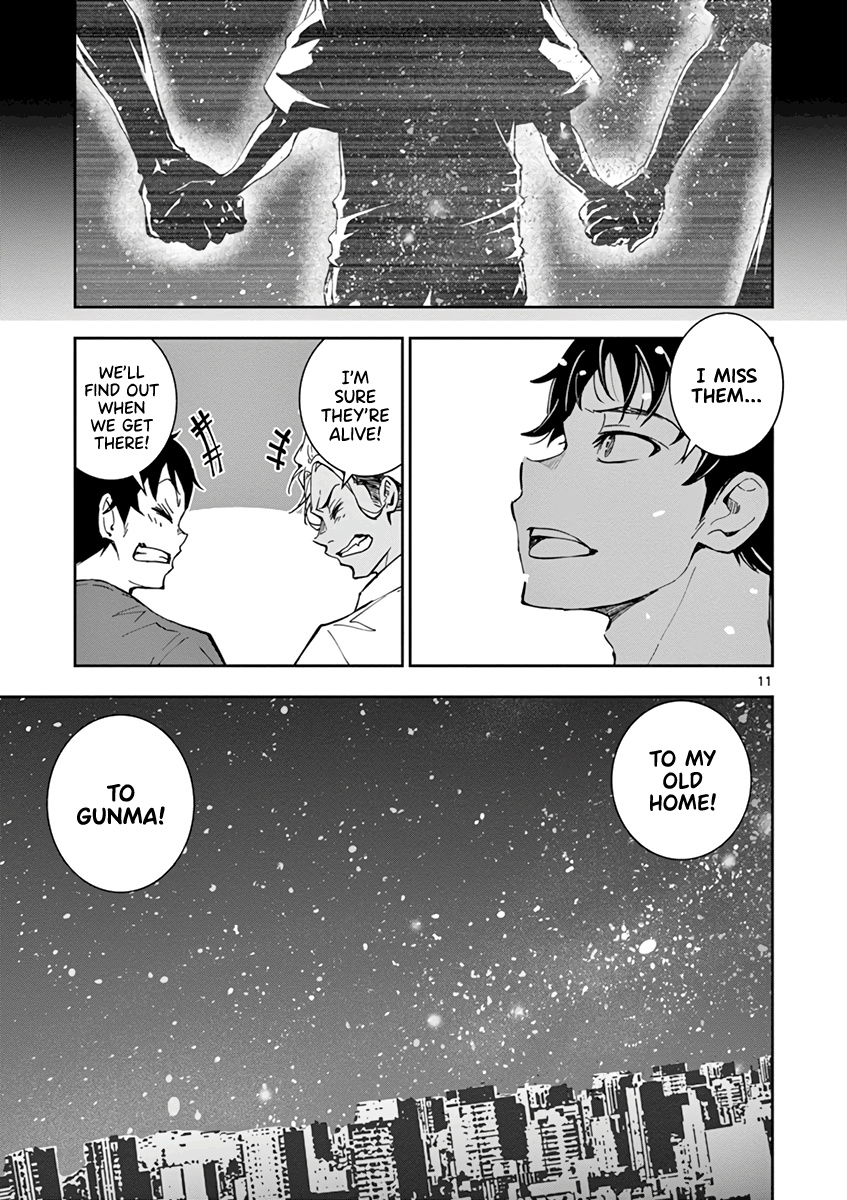 I MISS
THEM...
I'M
SURE
THEY'RE
ALIVE!
WE'LL
FIND OUT
WHEN
WE GET
THERE!
11
TO MY
OLD
HOME!
TO
GUNMA!